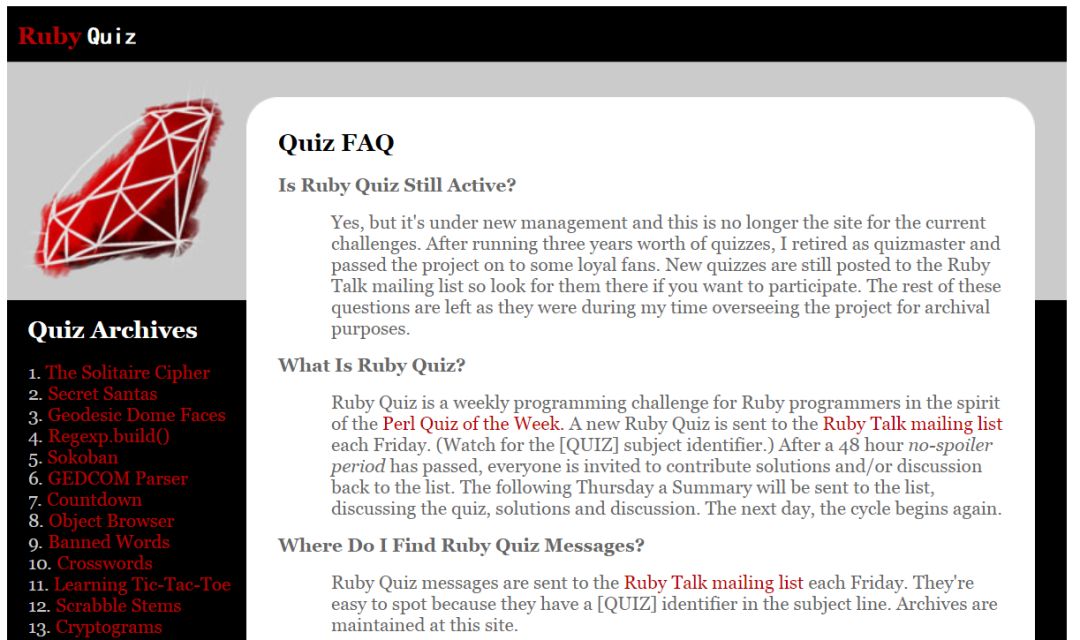 Ruby Quiz
Quiz FAQ
Is Ruby Quiz Still Active?
Yes, but it's under new management and this is no longer the site for the current
challenges. After running three years worth of quizzes, I retired as quizmaster and
passed the project on to some loyal fans. New quizzes are still posted to the Ruby
Talk mailing list so look for them there if you want to participate. The rest of these
questions are left as they were during my time overseeing the project for archival
purposes.
What Is Ruby Quiz?
Ruby Quiz is a weekly programming challenge for Ruby programmers in the spirit
of the Perl Quiz of the Week. A new Ruby Quiz is sent to the Ruby Talk mailing list
each Friday. (Watch for the [QUIZ] subject identifier.) After a 48 hour no-spoiler
period has passed, everyone is invited to contribute solutions and/or discussion
back to the list. The following Thursday a Summary will be sent to the list,
discussing the quiz, solutions and discussion. The next day, the cycle begins again.
Where Do I Find Ruby Quiz Messages?
Ruby Quiz messages are sent to the Ruby Talk mailing list each Friday. They're
easy to spot because they have a [QUIZ] identifier in the subject line. Archives are
maintained at this site.
Quiz Archives
1. The Solitaire Cipher
2. Secret Santas
3. Geodesic Dome Faces
4. Regexp.build()
5. Sokoban
6. GEDCOM Parser
7. Countdown
8. Object Browser
9. Banned Words
10. Crosswords
11. Learning Tic-Tac-Toe
12. Scrabble Stems
13. Cryptograms